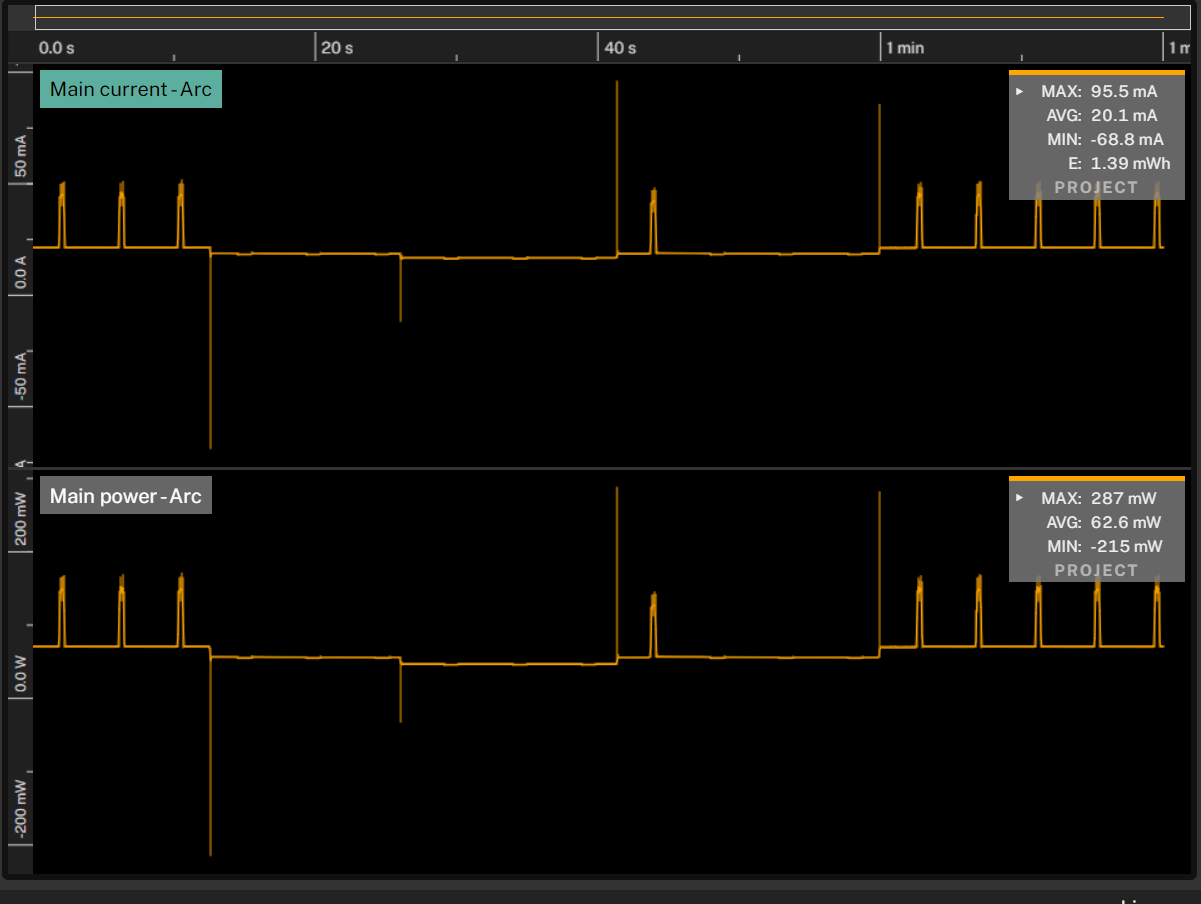 0.0 s
20 s
40 s
1 min
1 m
Main current - Arc
MAX: 95.5 mA
AVG: 20.1 mA
MIN: -68.8 mA
E: 1.39 mWh
PROJECT
50 mA
0.0 A
-50 mA
A
Main power - Arc
MAX: 287 mW
AVG: 62.6 mW
MIN: -215 mW
PROJECT
200 mW
0.0 W
-200 mW